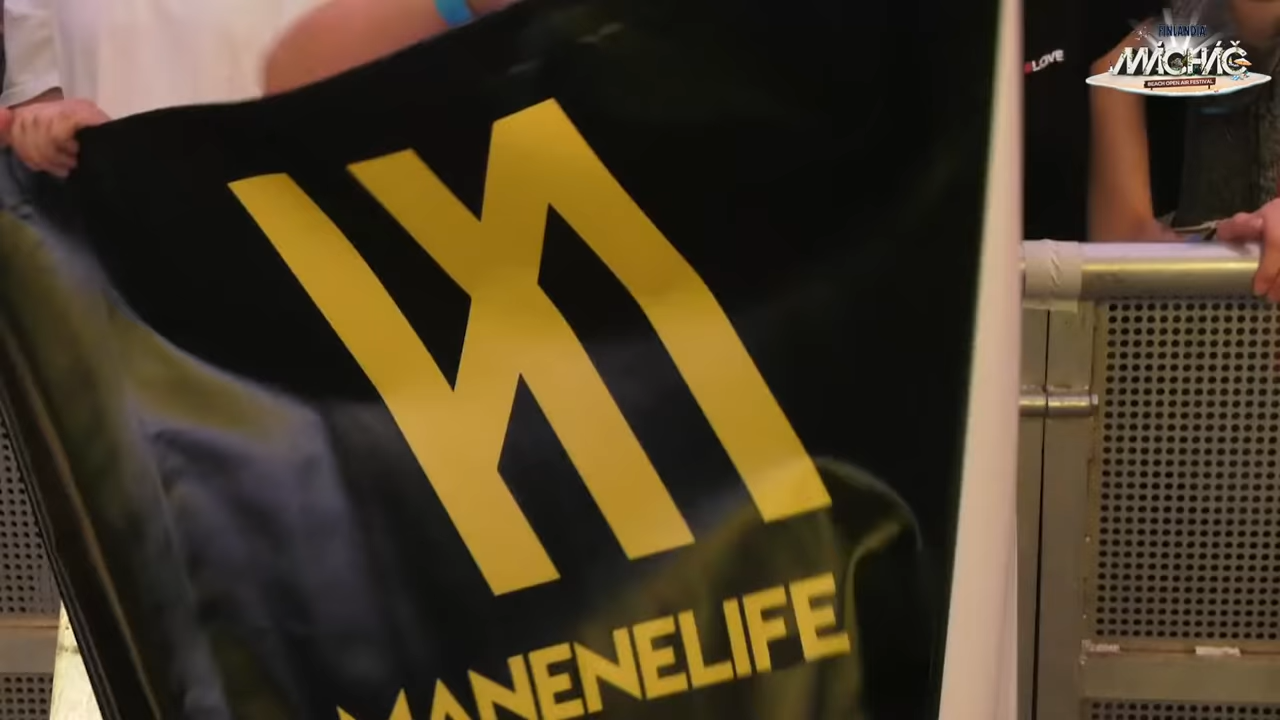 FINLANDIA
MÁCHÁČ
BEACH OPEN AIR FESTIVAL
LOVE
MANENELIFE